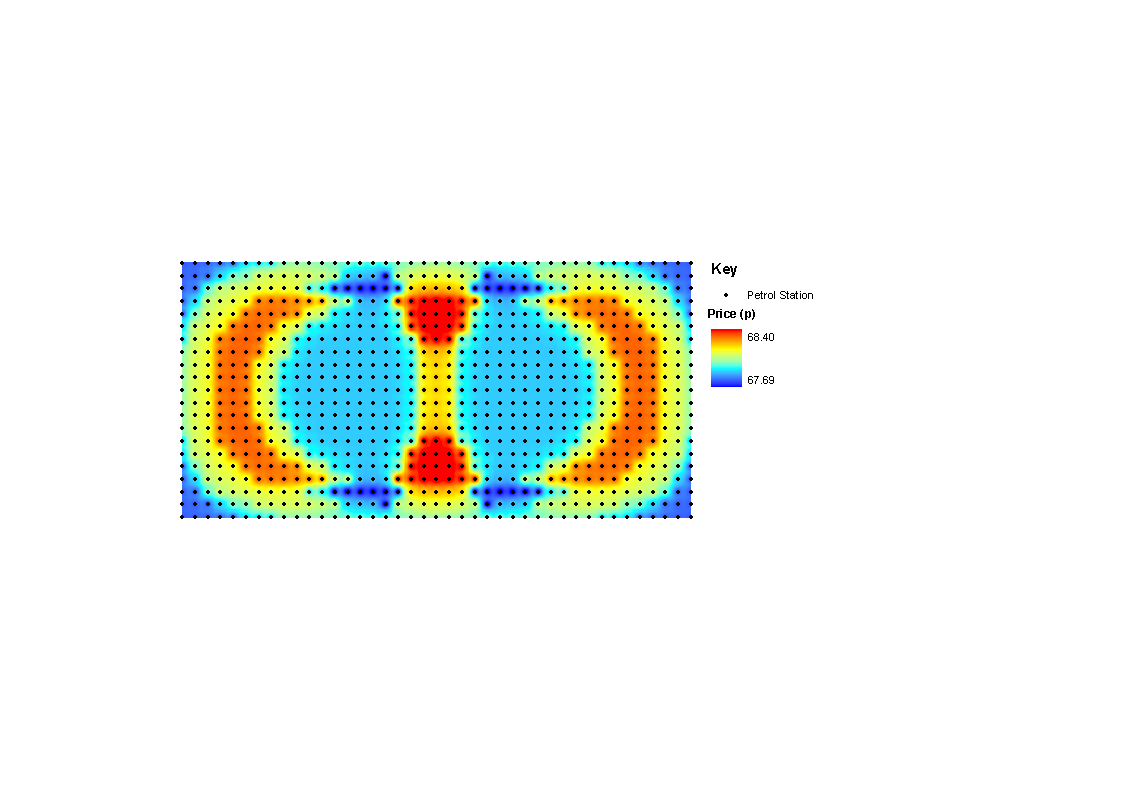 Key
Petrol Station
Price (p)
68.40
67.69